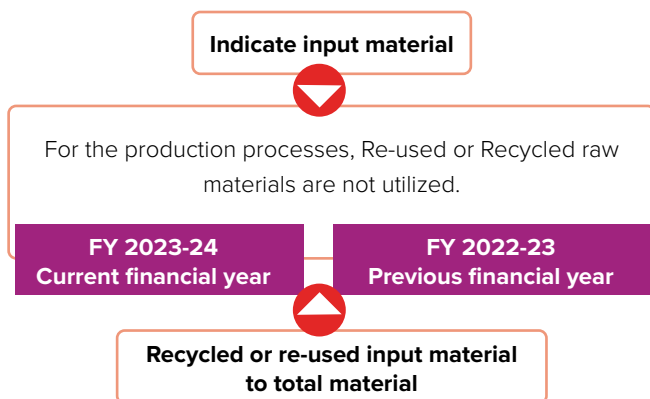 Indicate input material
For the production processes, Re-used or Recycled raw
materials are not utilized.
FY 2023-24
Current financial year
FY 2022-23
Previous financial year
Recycled or re-used input material
to total material